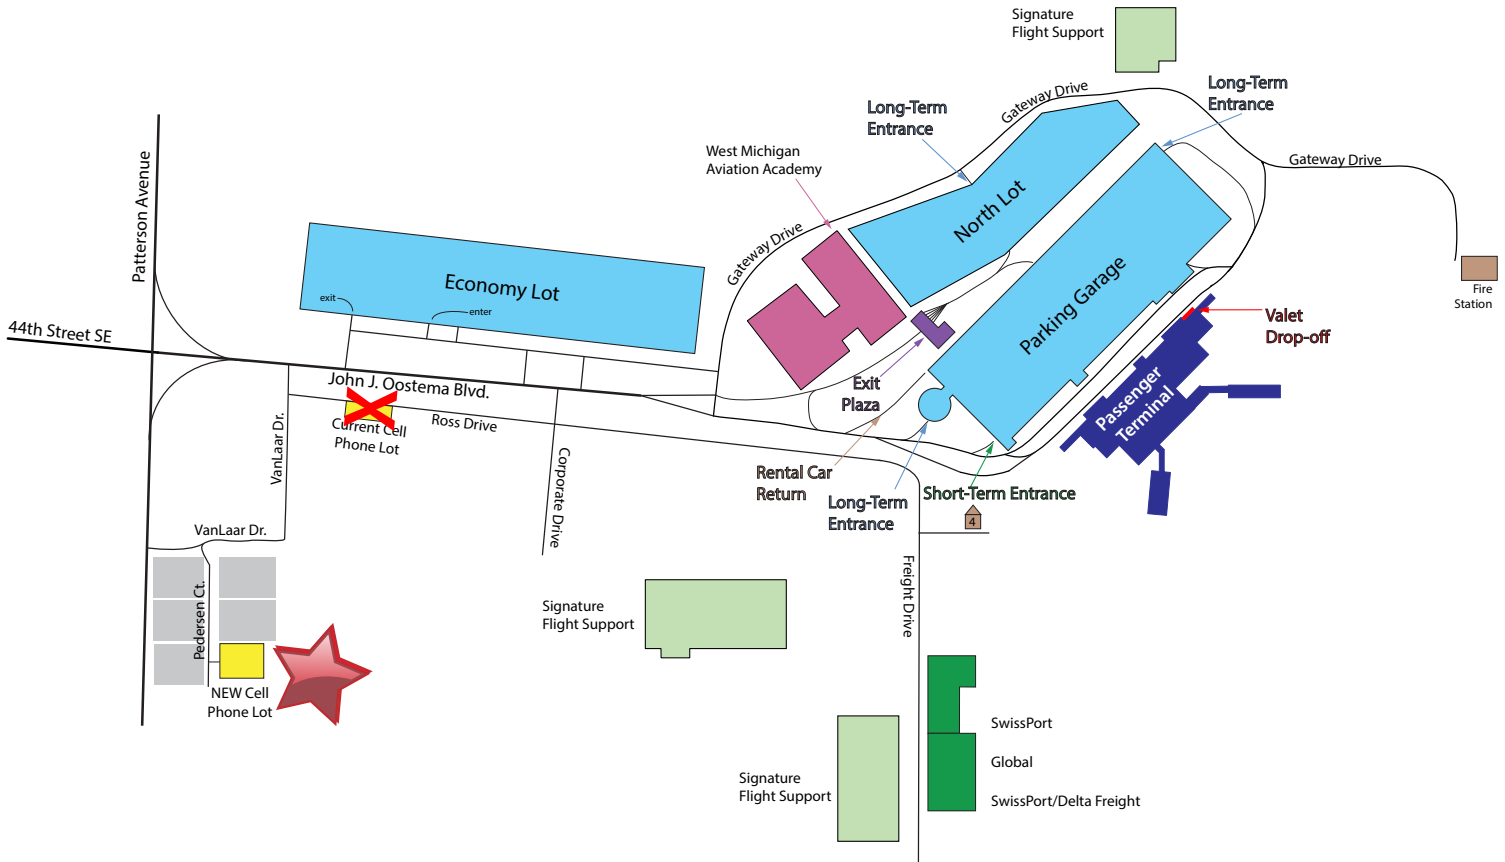 Signature
Flight Support
Gateway Drive
Long-Term
Entrance
Long-Term
Entrance
West Michigan
Aviation Academy
Gateway Drive
North Lot
Patterson Avenue
Gateway Drive
Economy Lot
exit
enter
Parking Garage
Fire
Station
Valet
Drop-off
44th Street SE
John J. Oostema Blvd.
Exit
Plaza
Passenger
Terminal
Current Cell
Phone Lot
Ross Drive
VanLaar Dr.
Corporate Drive
Rental Car
Return
Long-Term
Entrance
Short-Term Entrance
4
VanLaar Dr.
Pedersen Ct.
Freight Drive
Signature
Flight Support
NEW Cell
Phone Lot
SwissPort
Global
SwissPort/Delta Freight
Signature
Flight Support